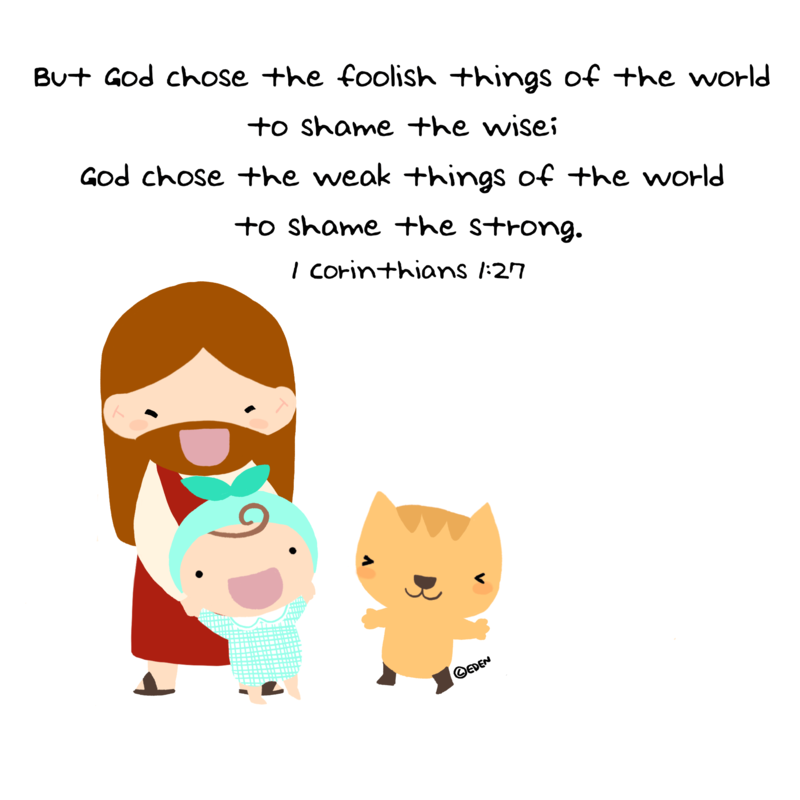 But God chose the foolish things of the world
to shame the wise;
God chose the weak things of the world
to shame the strong.
1 Corinthians 1:27
©EDEN